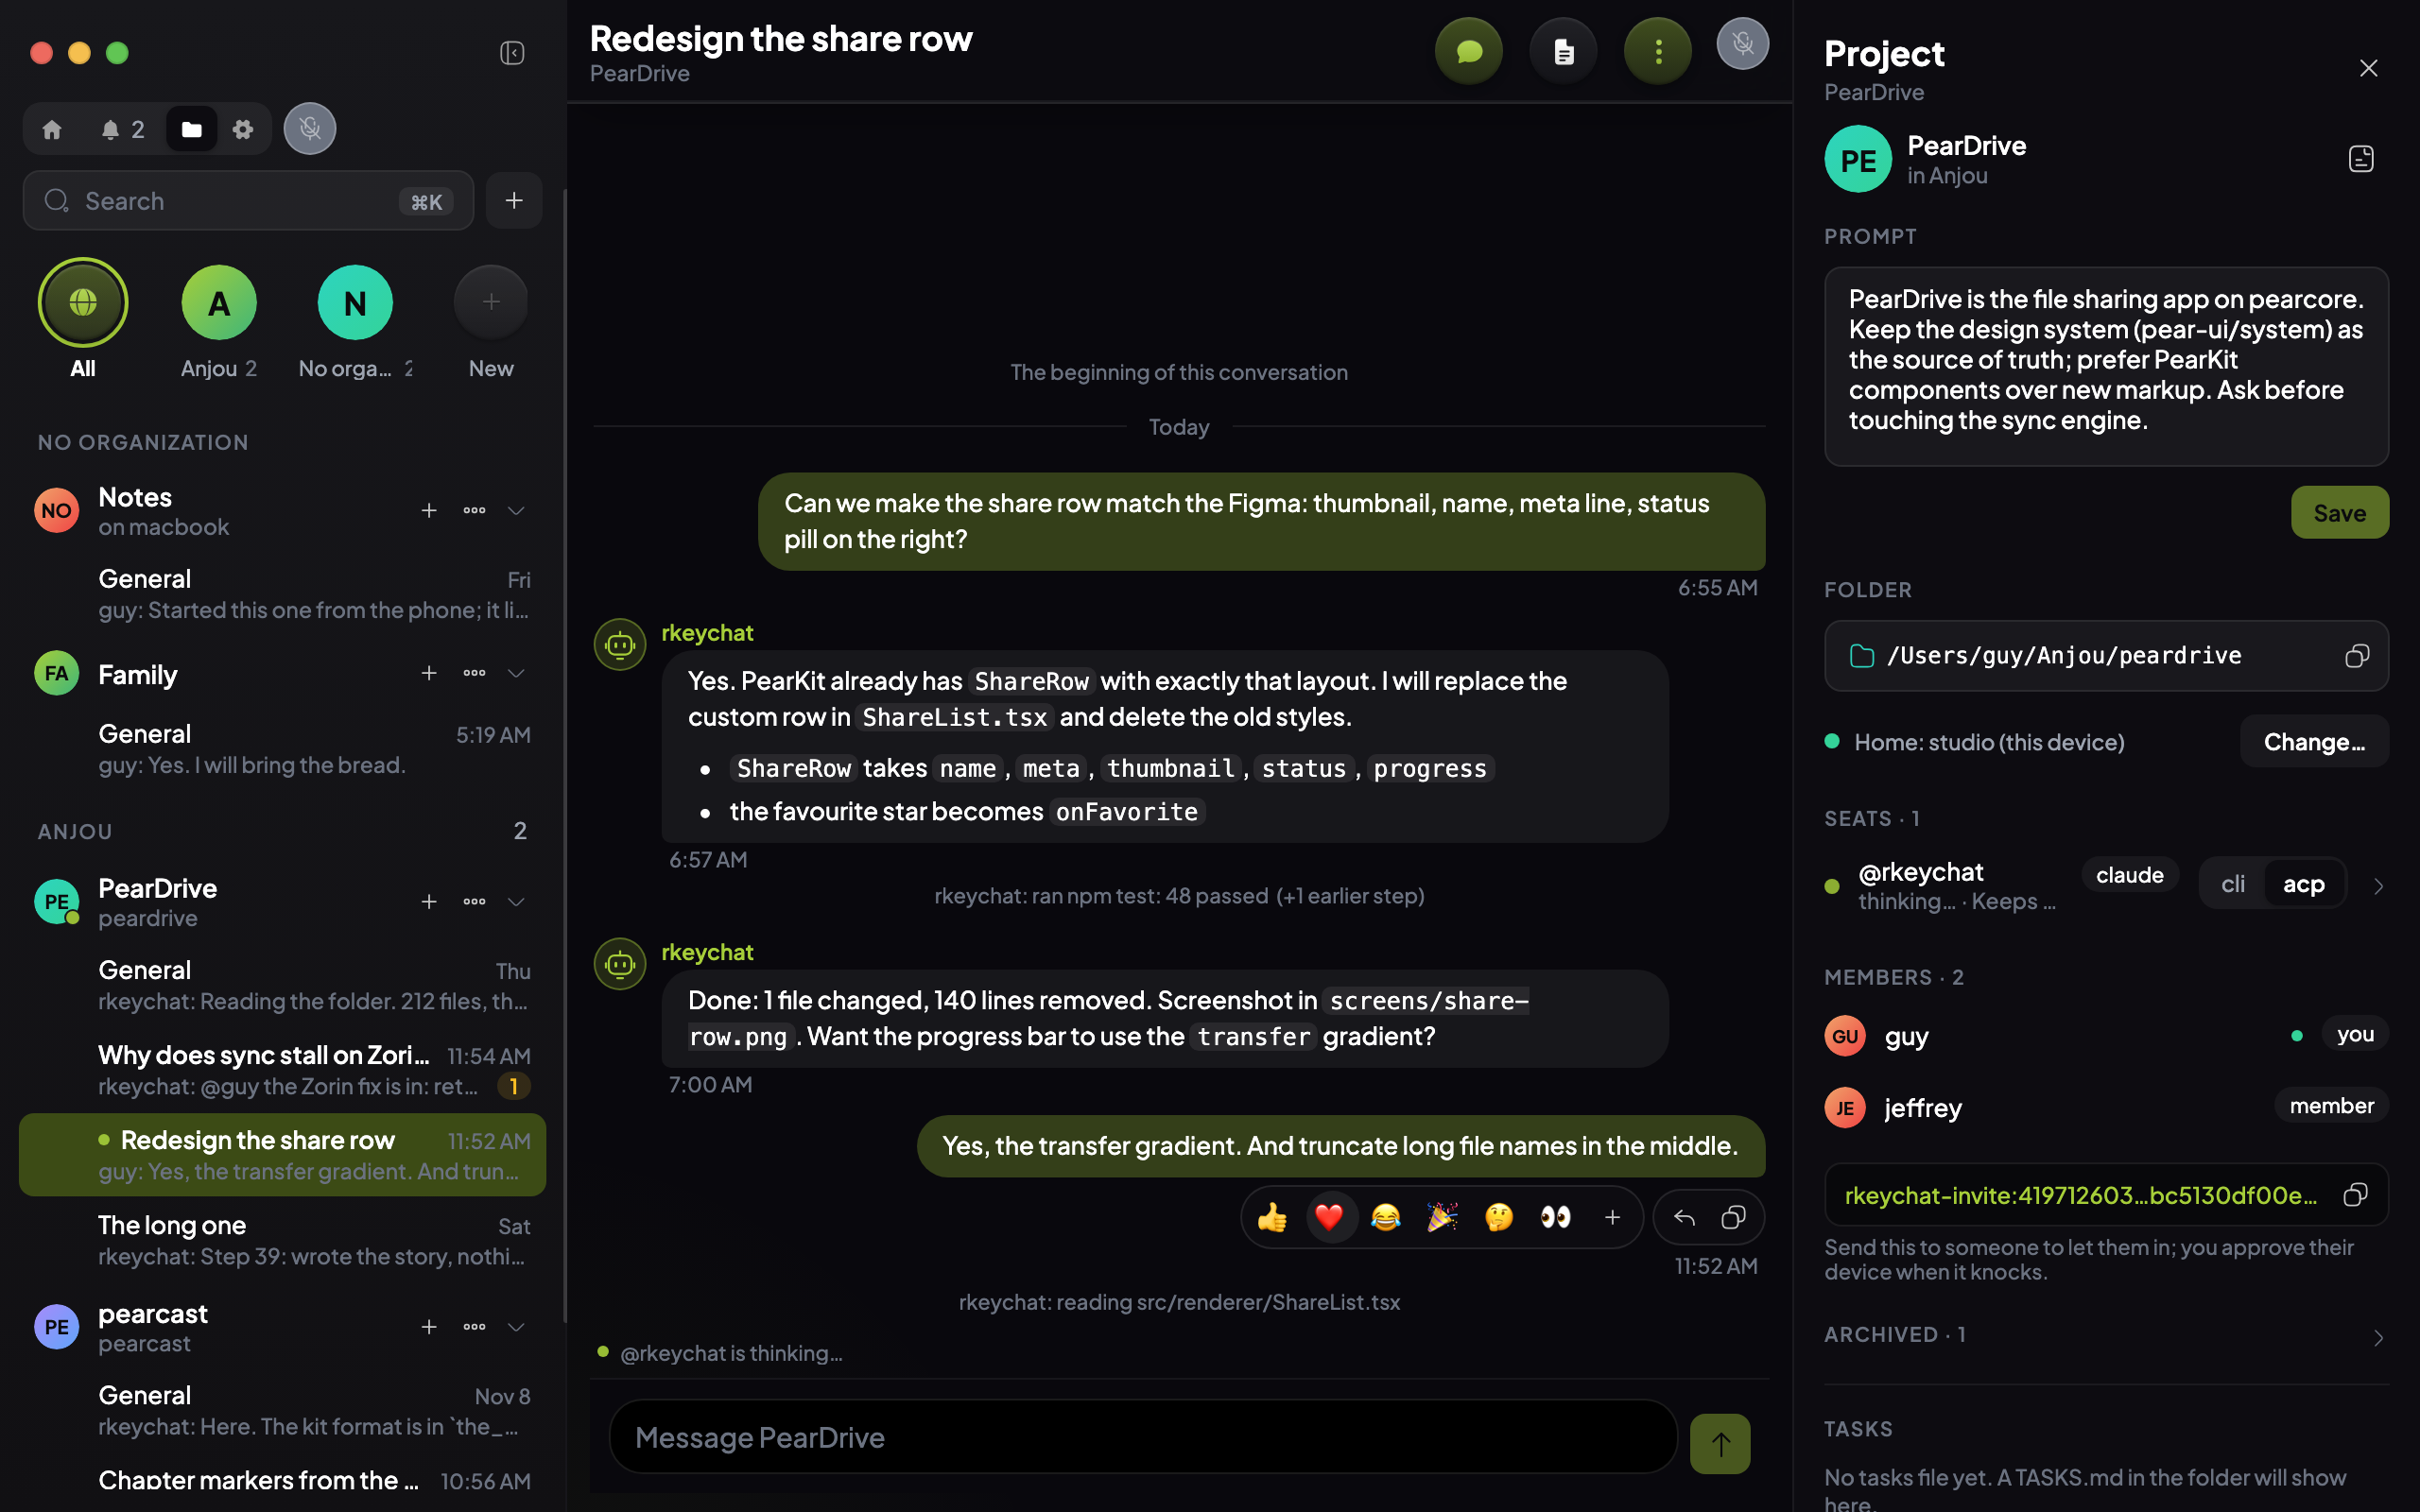 2
Search
⌘K
All
A
Anjou 2
N
No orga...
New
NO ORGANIZATION
NO
Notes
on macbook
General
Fri
guy: Started this one from the phone; it li...
FA
Family
General
5:19 AM
guy: Yes. I will bring the bread.
ANJOU
2
PE
PearDrive
peardrive
General
Thu
rkeychat: Reading the folder. 212 files, th...
Why does sync stall on Zori...
11:54 AM
rkeychat: @guy the Zorin fix is in: ret...
1
Redesign the share row
11:52 AM
guy: Yes, the transfer gradient. And trun...
The long one
Sat
rkeychat: Step 39: wrote the story, nothi...
PE
pearcast
pearcast
General
Nov 8
rkeychat: Here. The kit format is in `the_...
Chapter markers from the ...
10:56 AM
Redesign the share row
PearDrive
The beginning of this conversation
Today
Can we make the share row match the Figma: thumbnail, name, meta line, status
pill on the right?
6:55 AM
rkeychat
Yes. PearKit already has ShareRow with exactly that layout. I will replace the
custom row in ShareList.tsx and delete the old styles.
• ShareRow takes name, meta, thumbnail, status, progress
• the favourite star becomes onFavorite
6:57 AM
rkeychat: ran npm test: 48 passed (+1 earlier step)
rkeychat
Done: 1 file changed, 140 lines removed. Screenshot in screens/share-
row.png. Want the progress bar to use the transfer gradient?
7:00 AM
Yes, the transfer gradient. And truncate long file names in the middle.
11:52 AM
rkeychat: reading src/renderer/ShareList.tsx
@rkeychat is thinking...
Message PearDrive
Project
PearDrive
PE
PearDrive
in Anjou
PROMPT
PearDrive is the file sharing app on pearcore.
Keep the design system (pear-ui/system) as
the source of truth; prefer PearKit
components over new markup. Ask before
touching the sync engine.
Save
FOLDER
/Users/guy/Anjou/peardrive
Home: studio (this device)
Change...
SEATS · 1
@rkeychat
thinking... · Keeps ...
claude
cli
acp
MEMBERS · 2
GU
guy
you
JE
jeffrey
member
rkeychat-invite:419712603...bc5130df00e...
Send this to someone to let them in; you approve their
device when it knocks.
ARCHIVED · 1
TASKS
No tasks file yet. A TASKS.md in the folder will show
here.